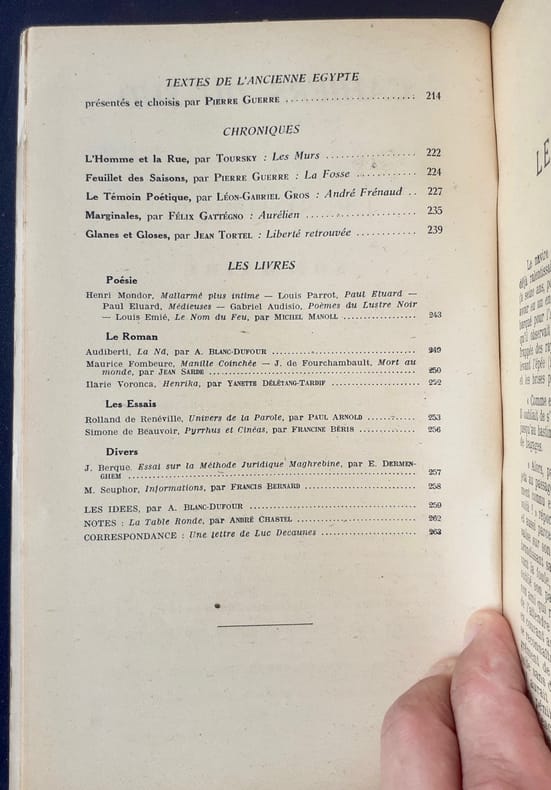 TEXTES DE L'ANCIENNE EGYPTE
présentés et choisis par PIERRE GUERRE .......................... 214
CHRONIQUES
L'Homme et la Rue, par TOURSKY : Les Murs ................ 222
Feuillet des Saisons, par PIERRE GUERRE : La Fosse ............ 224
Le Témoin Poétique, par LÉON-GABRIEL GROS : André Frénaud .. 227
Marginales, par FÉLIX GATTÉGNO : Aurélien .................... 235
Glanes et Gloses, par JEAN TORTEL : Liberté retrouvée ............ 239
LES LIVRES
Poésie
Henri Mondor, Mallarmé plus intime — Louis Parrot, Paul Eluard —
Paul Eluard, Médieuses — Gabriel Audisio, Poèmes du Lustre Noir
— Louis Emié, Le Nom du Feu, par MICHEL MANOLL .................. 243
Le Roman
Audiberti, La Nâ, par A. BLANC-DUFOUR ............................ 249
Maurice Fombeure, Manille Coinchée — J. de Fourchambault, Mort au
monde, par JEAN SARDE ........................................ 250
Ilarie Voronca, Henrika, par YANETTE DÉLÉTANG-TARDIF .................. 252
Les Essais
Rolland de Renéville, Univers de la Parole, par PAUL ARNOLD ............ 253
Simone de Beauvoir, Pyrrhus et Cinéas, par FRANCINE BÉRIS ............ 256
Divers
J. Berque. Essai sur la Méthode Juridique Maghrebine, par E. DERMEN-
GHEM ............................................................ 257
M. Seuphor, Informations, par FRANCIS BERNARD ...................... 258
LES IDEES, par A. BLANC-DUFOUR .................................. 259
NOTES : La Table Ronde, par ANDRÉ CHASTEL ........................ 262
CORRESPONDANCE : Une lettre de Luc Decaunes .................... 263
LE